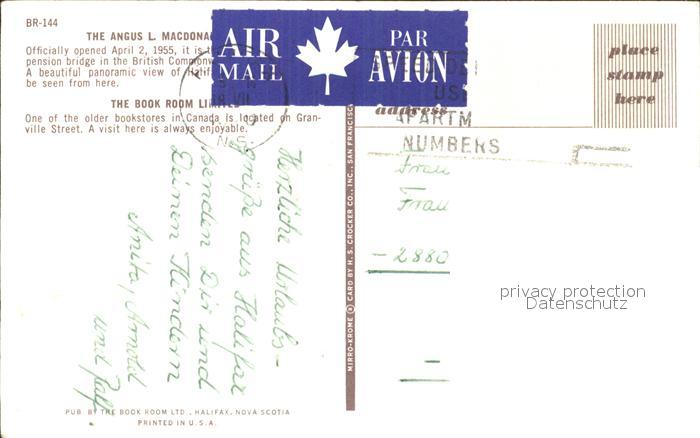 BR-144
THE ANGUS L. MACDONA
Officially opened April 2, 1955, it is th
pension bridge in the British Commonw
A beautiful panoramic view of Halif
be seen from here.
THE BOOK ROOM LIMITED
One of the older bookstores in Canada is located on Gran-
ville Street. A visit here is always enjoyable.
AIR MAIL
PAR AVION
place
stamp
here
address
APARTM
NUMBERS
N.S.
Herzliche Urlaubs-
grüße aus Halifax
senden Dir und
Deinen Kindern
Anita, Arnold
und Ralf
Frau
Frau
-2880
MIRRO-KROME ® CARD BY H. S. CROCKER CO., INC., SAN FRANCISCO
privacy protection
Datenschutz
PUB. BY THE BOOK ROOM LTD., HALIFAX, NOVA SCOTIA
PRINTED IN U.S.A.